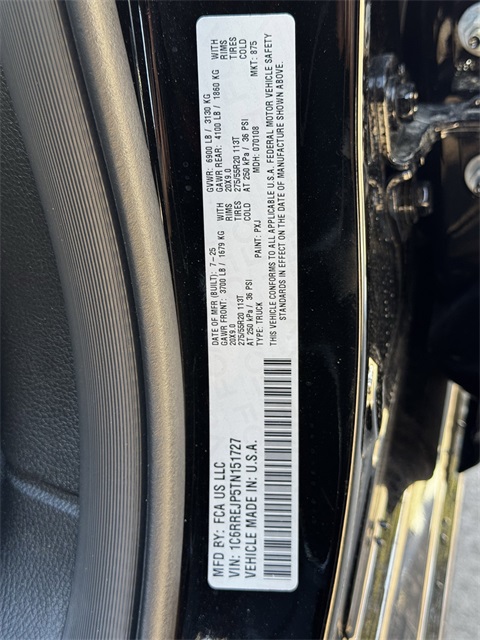 MFD BY: FCA US LLC
VIN: 1C6RREJP5TN151727
VEHICLE MADE IN: U.S.A.
DATE OF MFR (BUILT): 7-25 GVWR: 6900 LB / 3130 KG
GAWR FRONT: 3700 LB / 1679 KG WITH GAWR REAR: 4100 LB / 1860 KG WITH
20X9.0 RIMS 20X9.0 RIMS
275/55R20 113T TIRES 275/55R20 113T TIRES
AT 250 kPa / 36 PSI COLD AT 250 kPa / 36 PSI COLD
TYPE: TRUCK PAINT: PXJ MDH: 070108 MKT: 875
THIS VEHICLE CONFORMS TO ALL APPLICABLE U.S.A. FEDERAL MOTOR VEHICLE SAFETY
STANDARDS IN EFFECT ON THE DATE OF MANUFACTURE SHOWN ABOVE.